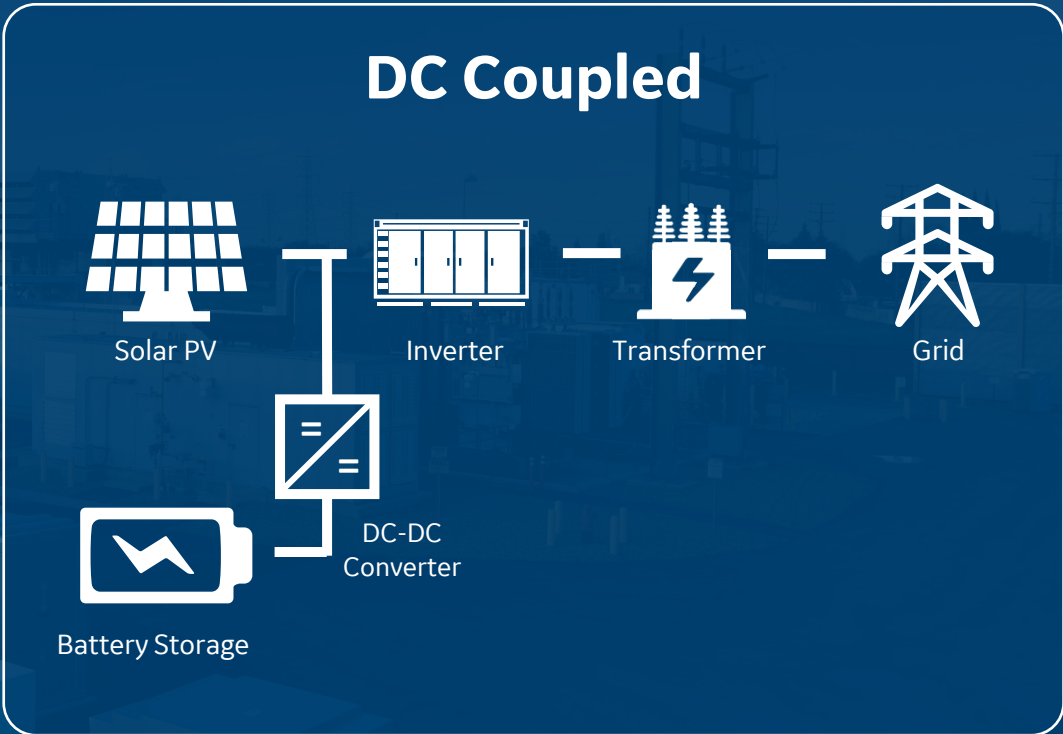 DC Coupled
Solar PV
Inverter
Transformer
Grid
DC-DC
Converter
Battery Storage